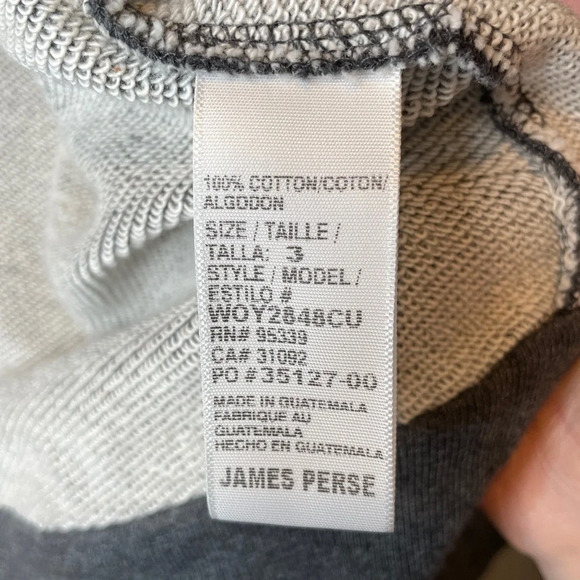 100% COTTON/COTON/
ALGODON
SIZE / TAILLE /
TALLA: 3
STYLE / MODEL /
ESTILO #
WOY2848CU
RN# 95339
CA# 31092
PO # 35127-00
MADE IN GUATEMALA
FABRIQUE AU
GUATEMALA
HECHO EN GUATEMALA
JAMES PERSE